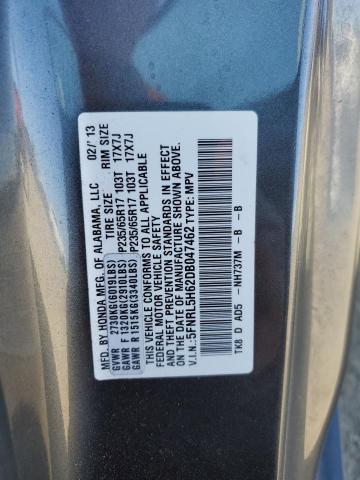 MFD. BY HONDA MFG. OF ALABAMA, LLC 02/'13
GVWR 2730KG(6019LBS) TIRE SIZE RIM SIZE
GAWR F 1320KG(2910LBS) P235/65R17 103T 17X7J
GAWR R 1515KG(3340LBS) P235/65R17 103T 17X7J
THIS VEHICLE CONFORMS TO ALL APPLICABLE
FEDERAL MOTOR VEHICLE SAFETY
AND THEFT PREVENTION STANDARDS IN EFFECT
ON THE DATE OF MANUFACTURE SHOWN ABOVE.
V.I.N.: 5FNRL5H62DB047462 TYPE: MPV
TK8 D AD5 - NH737M - B - B